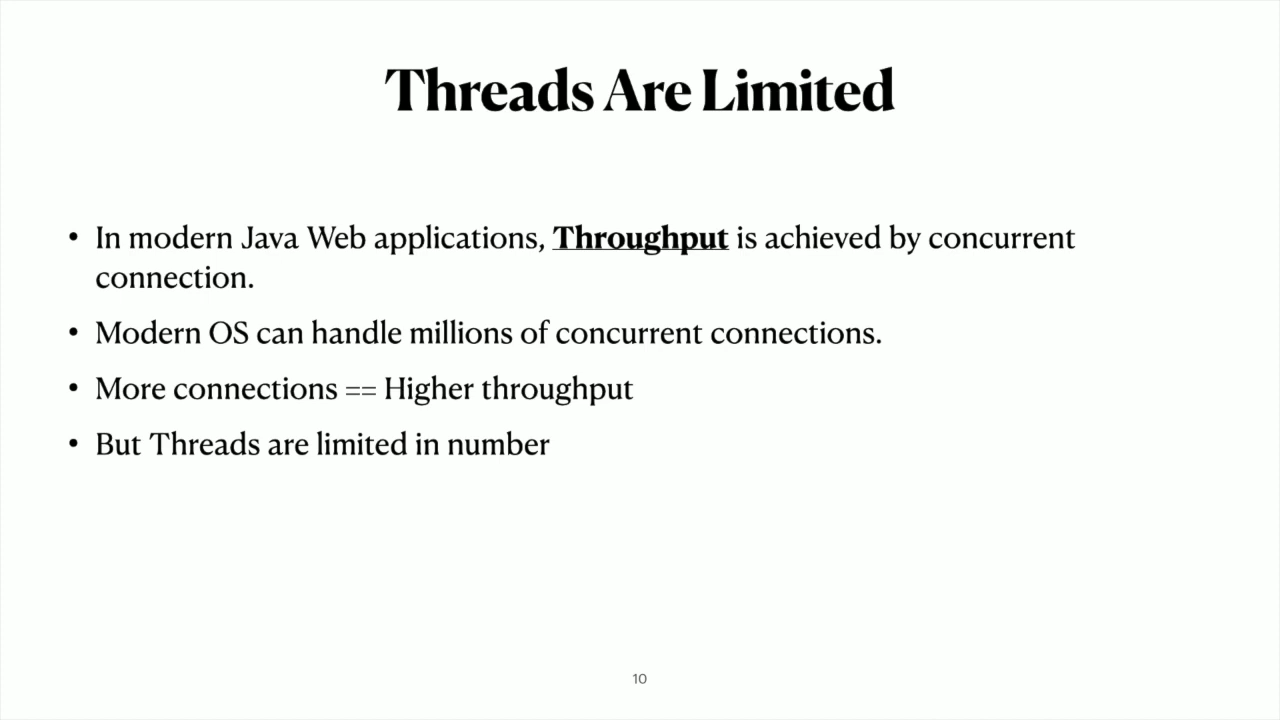 Threads Are Limited
• In modern Java Web applications, Throughput is achieved by concurrent
connection.
• Modern OS can handle millions of concurrent connections.
• More connections == Higher throughput
• But Threads are limited in number
10